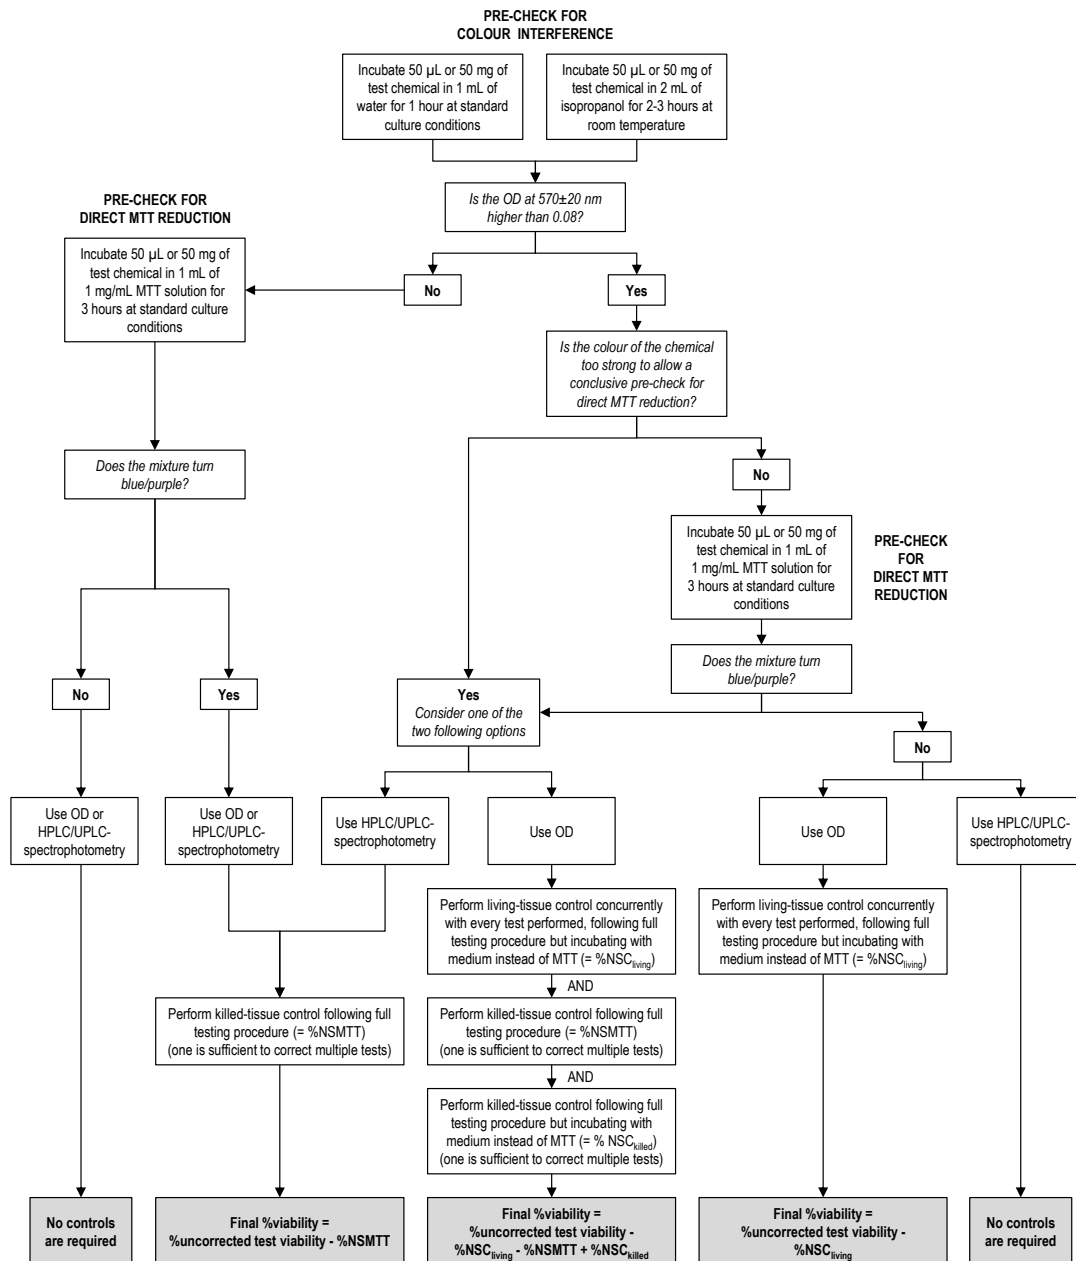 PRE-CHECK FOR
COLOUR INTERFERENCE
Incubate 50 µL or 50 mg of
test chemical in 1 mL of
water for 1 hour at standard
culture conditions
Incubate 50 µL or 50 mg of
test chemical in 2 mL of
isopropanol for 2-3 hours at
room temperature
Is the OD at 570±20 nm
higher than 0.08?
PRE-CHECK FOR
DIRECT MTT REDUCTION
Incubate 50 µL or 50 mg of
test chemical in 1 mL of
1 mg/mL MTT solution for
3 hours at standard culture
conditions
No
Yes
Is the colour of the chemical
too strong to allow a
conclusive pre-check for
direct MTT reduction?
Does the mixture turn
blue/purple?
No
Incubate 50 µL or 50 mg of
test chemical in 1 mL of
1 mg/mL MTT solution for
3 hours at standard culture
conditions
PRE-CHECK
FOR
DIRECT MTT
REDUCTION
Does the mixture turn
blue/purple?
No
Yes
Yes
Consider one of the
two following options
No
Use OD or
HPLC/UPLC-
spectrophotometry
Use OD or
HPLC/UPLC-
spectrophotometry
Use HPLC/UPLC-
spectrophotometry
Use OD
Use OD
Use HPLC/UPLC-
spectrophotometry
Perform living-tissue control concurrently
with every test performed, following full
testing procedure but incubating with
medium instead of MTT (= %NSCliving)
Perform living-tissue control concurrently
with every test performed, following full
testing procedure but incubating with
medium instead of MTT (= %NSCliving)
AND
Perform killed-tissue control following full
testing procedure (= %NSMTT)
(one is sufficient to correct multiple tests)
Perform killed-tissue control following full
testing procedure (= %NSMTT)
(one is sufficient to correct multiple tests)
AND
Perform killed-tissue control following full
testing procedure but incubating with
medium instead of MTT (= % NSCkilled)
(one is sufficient to correct multiple tests)
No controls
are required
Final %viability =
%uncorrected test viability - %NSMTT
Final %viability =
%uncorrected test viability -
%NSCliving - %NSMTT + %NSCkilled
Final %viability =
%uncorrected test viability -
%NSCliving
No controls
are required